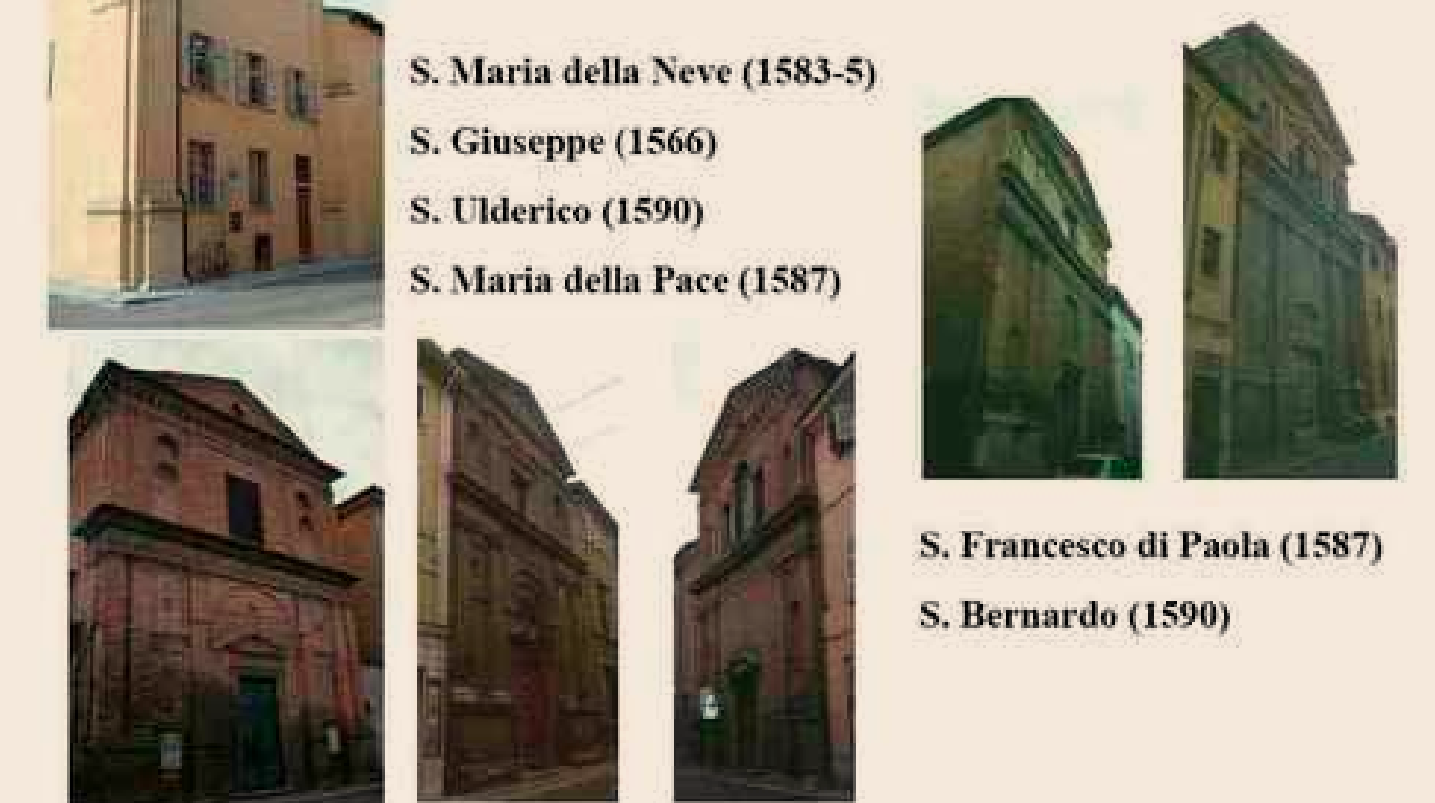 S. Maria della Neve (1583-5)
S. Giuseppe (1566)
S. Ulderico (1590)
S. Maria della Pace (1587)
S. Francesco di Paola (1587)
S. Bernardo (1590)